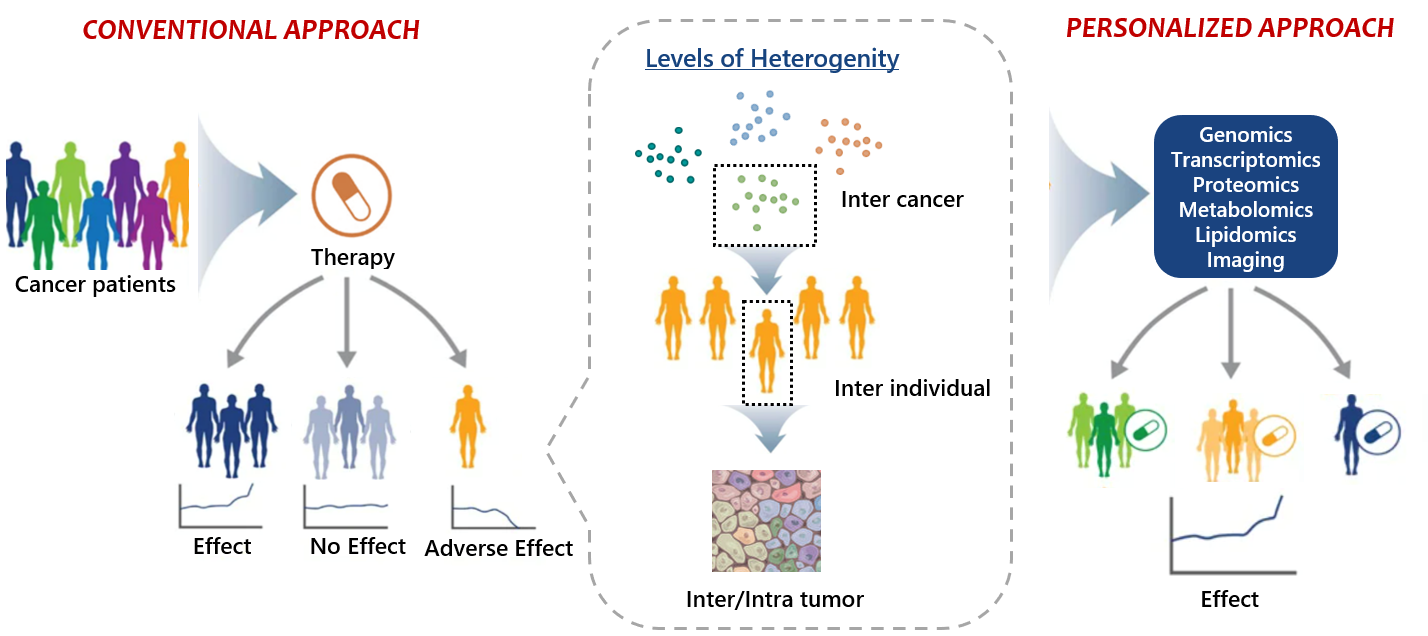 CONVENTIONAL APPROACH
Cancer patients
Therapy
Effect
No Effect
Adverse Effect
Levels of Heterogenity
Inter cancer
Inter individual
Inter/Intra tumor
PERSONALIZED APPROACH
Genomics
Transcriptomics
Proteomics
Metabolomics
Lipidomics
Imaging
Effect